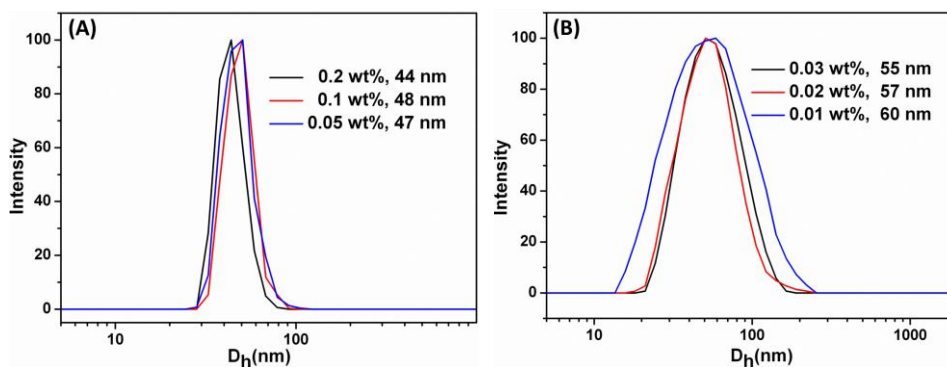 (A)
100
80
60
40
20
0
Intensity
0.2 wt%, 44 nm
0.1 wt%, 48 nm
0.05 wt%, 47 nm
10
100
Dh(nm)
(B)
100
80
60
40
20
0
Intensity
0.03 wt%, 55 nm
0.02 wt%, 57 nm
0.01 wt%, 60 nm
10
100
1000
Dh(nm)